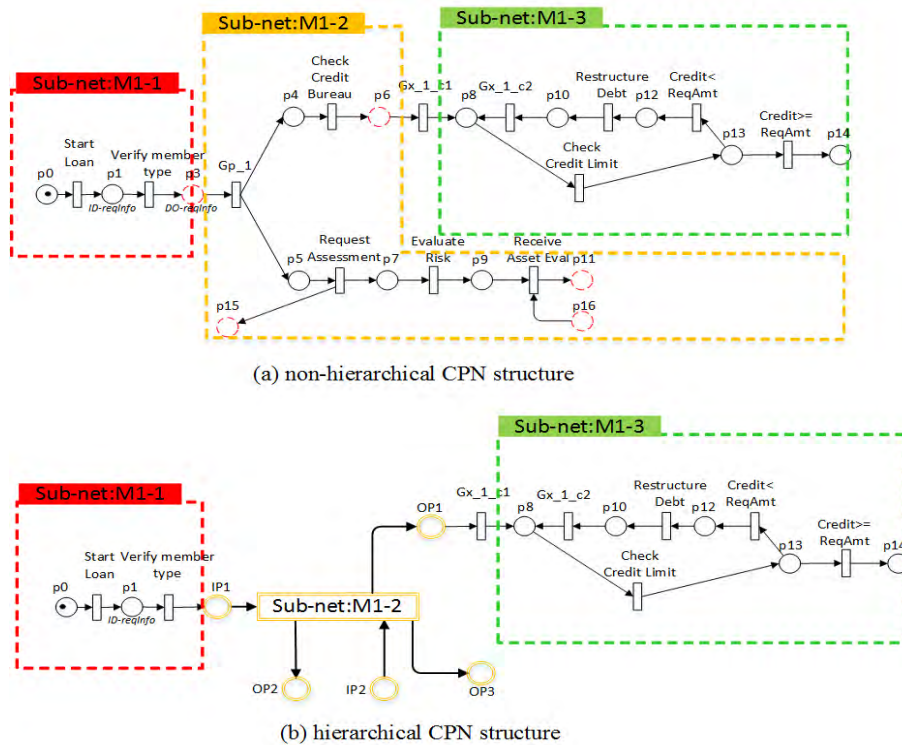 Sub-net:M1-2
Sub-net:M1-3
Sub-net:M1-1
Check
Credit
Bureau
p4
p6
Gx_1_c1
p8
Gx_1_c2
p10
Restructure
Debt
p12
Credit<
ReqAmt
p13
Credit>=
ReqAmt
p14
Check
Credit Limit
Start
Loan
Verify member
type
p0
p1
p3
Gp_1
ID-reqInfo
DO-reqInfo
Request
Assessment
Evaluate
Risk
Receive
Asset Eval
p5
p7
p9
p11
p15
p16
(a) non-hierarchical CPN structure
Sub-net:M1-3
Sub-net:M1-1
OP1
Gx_1_c1
p8
Gx_1_c2
p10
Restructure
Debt
p12
Credit<
ReqAmt
p13
Credit>=
ReqAmt
p14
Check
Credit Limit
Start
Loan
Verify member
type
p0
p1
IP1
ID-reqInfo
Sub-net:M1-2
OP2
IP2
OP3
(b) hierarchical CPN structure